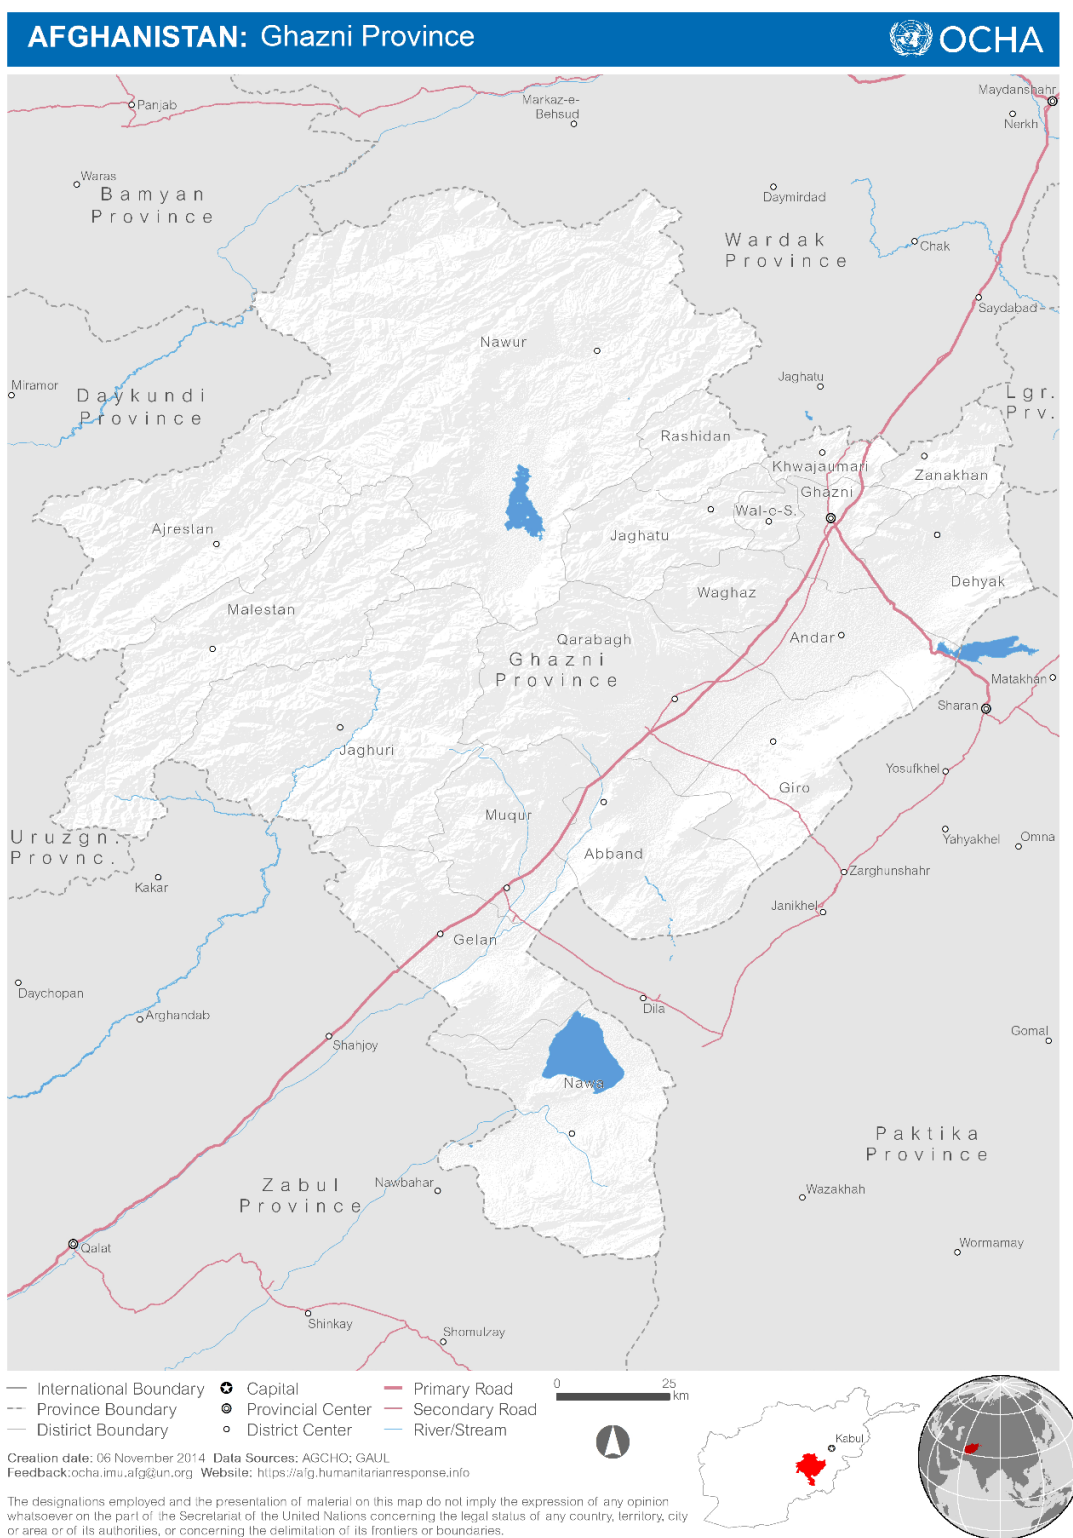 AFGHANISTAN: Ghazni Province
OCHA
Maydanshahr
Panjab
Markaz-e-
Behsud
Nerkh
Waras
Bamyan
Province
Daymirdad
Wardak
Province
Chak
Saydabad
Nawur
Miramor
Daykundi
Province
Jaghatu
Lgr.
Prv.
Rashidan
Khwajaumari
Zanakhan
Ghazni
Wal-o-S.
Ajrestan
Jaghatu
Dehyak
Waghaz
Malestan
Qarabagh
Andar
Ghazni
Province
Matakhan
Sharan
Jaghuri
Yosufkhel
Giro
Muqur
Uruzgn.
Provnc.
Yahyakhel
Omna
Abband
Zarghunshahr
Kakar
Janikhel
Gelan
Daychopan
Dila
Arghandab
Gomal
Shahjoy
Nawa
Paktika
Province
Zabul
Province
Nawbahar
Wazakhah
Qalat
Wormamay
Shinkay
Shomulzay
International Boundary
Capital
Primary Road
0 25
km
Province Boundary
Provincial Center
Secondary Road
Distirict Boundary
District Center
River/Stream
Kabul
Creation date: 06 November 2014 Data Sources: AGCHO; GAUL
Feedback:ocha.imu.afg@un.org Website: https://afg.humanitarianresponse.info
The designations employed and the presentation of material on this map do not imply the expression of any opinion
whatsoever on the part of the Secretariat of the United Nations concerning the legal status of any country, territory, city
or area or of its authorities, or concerning the delimitation of its frontiers or boundaries.